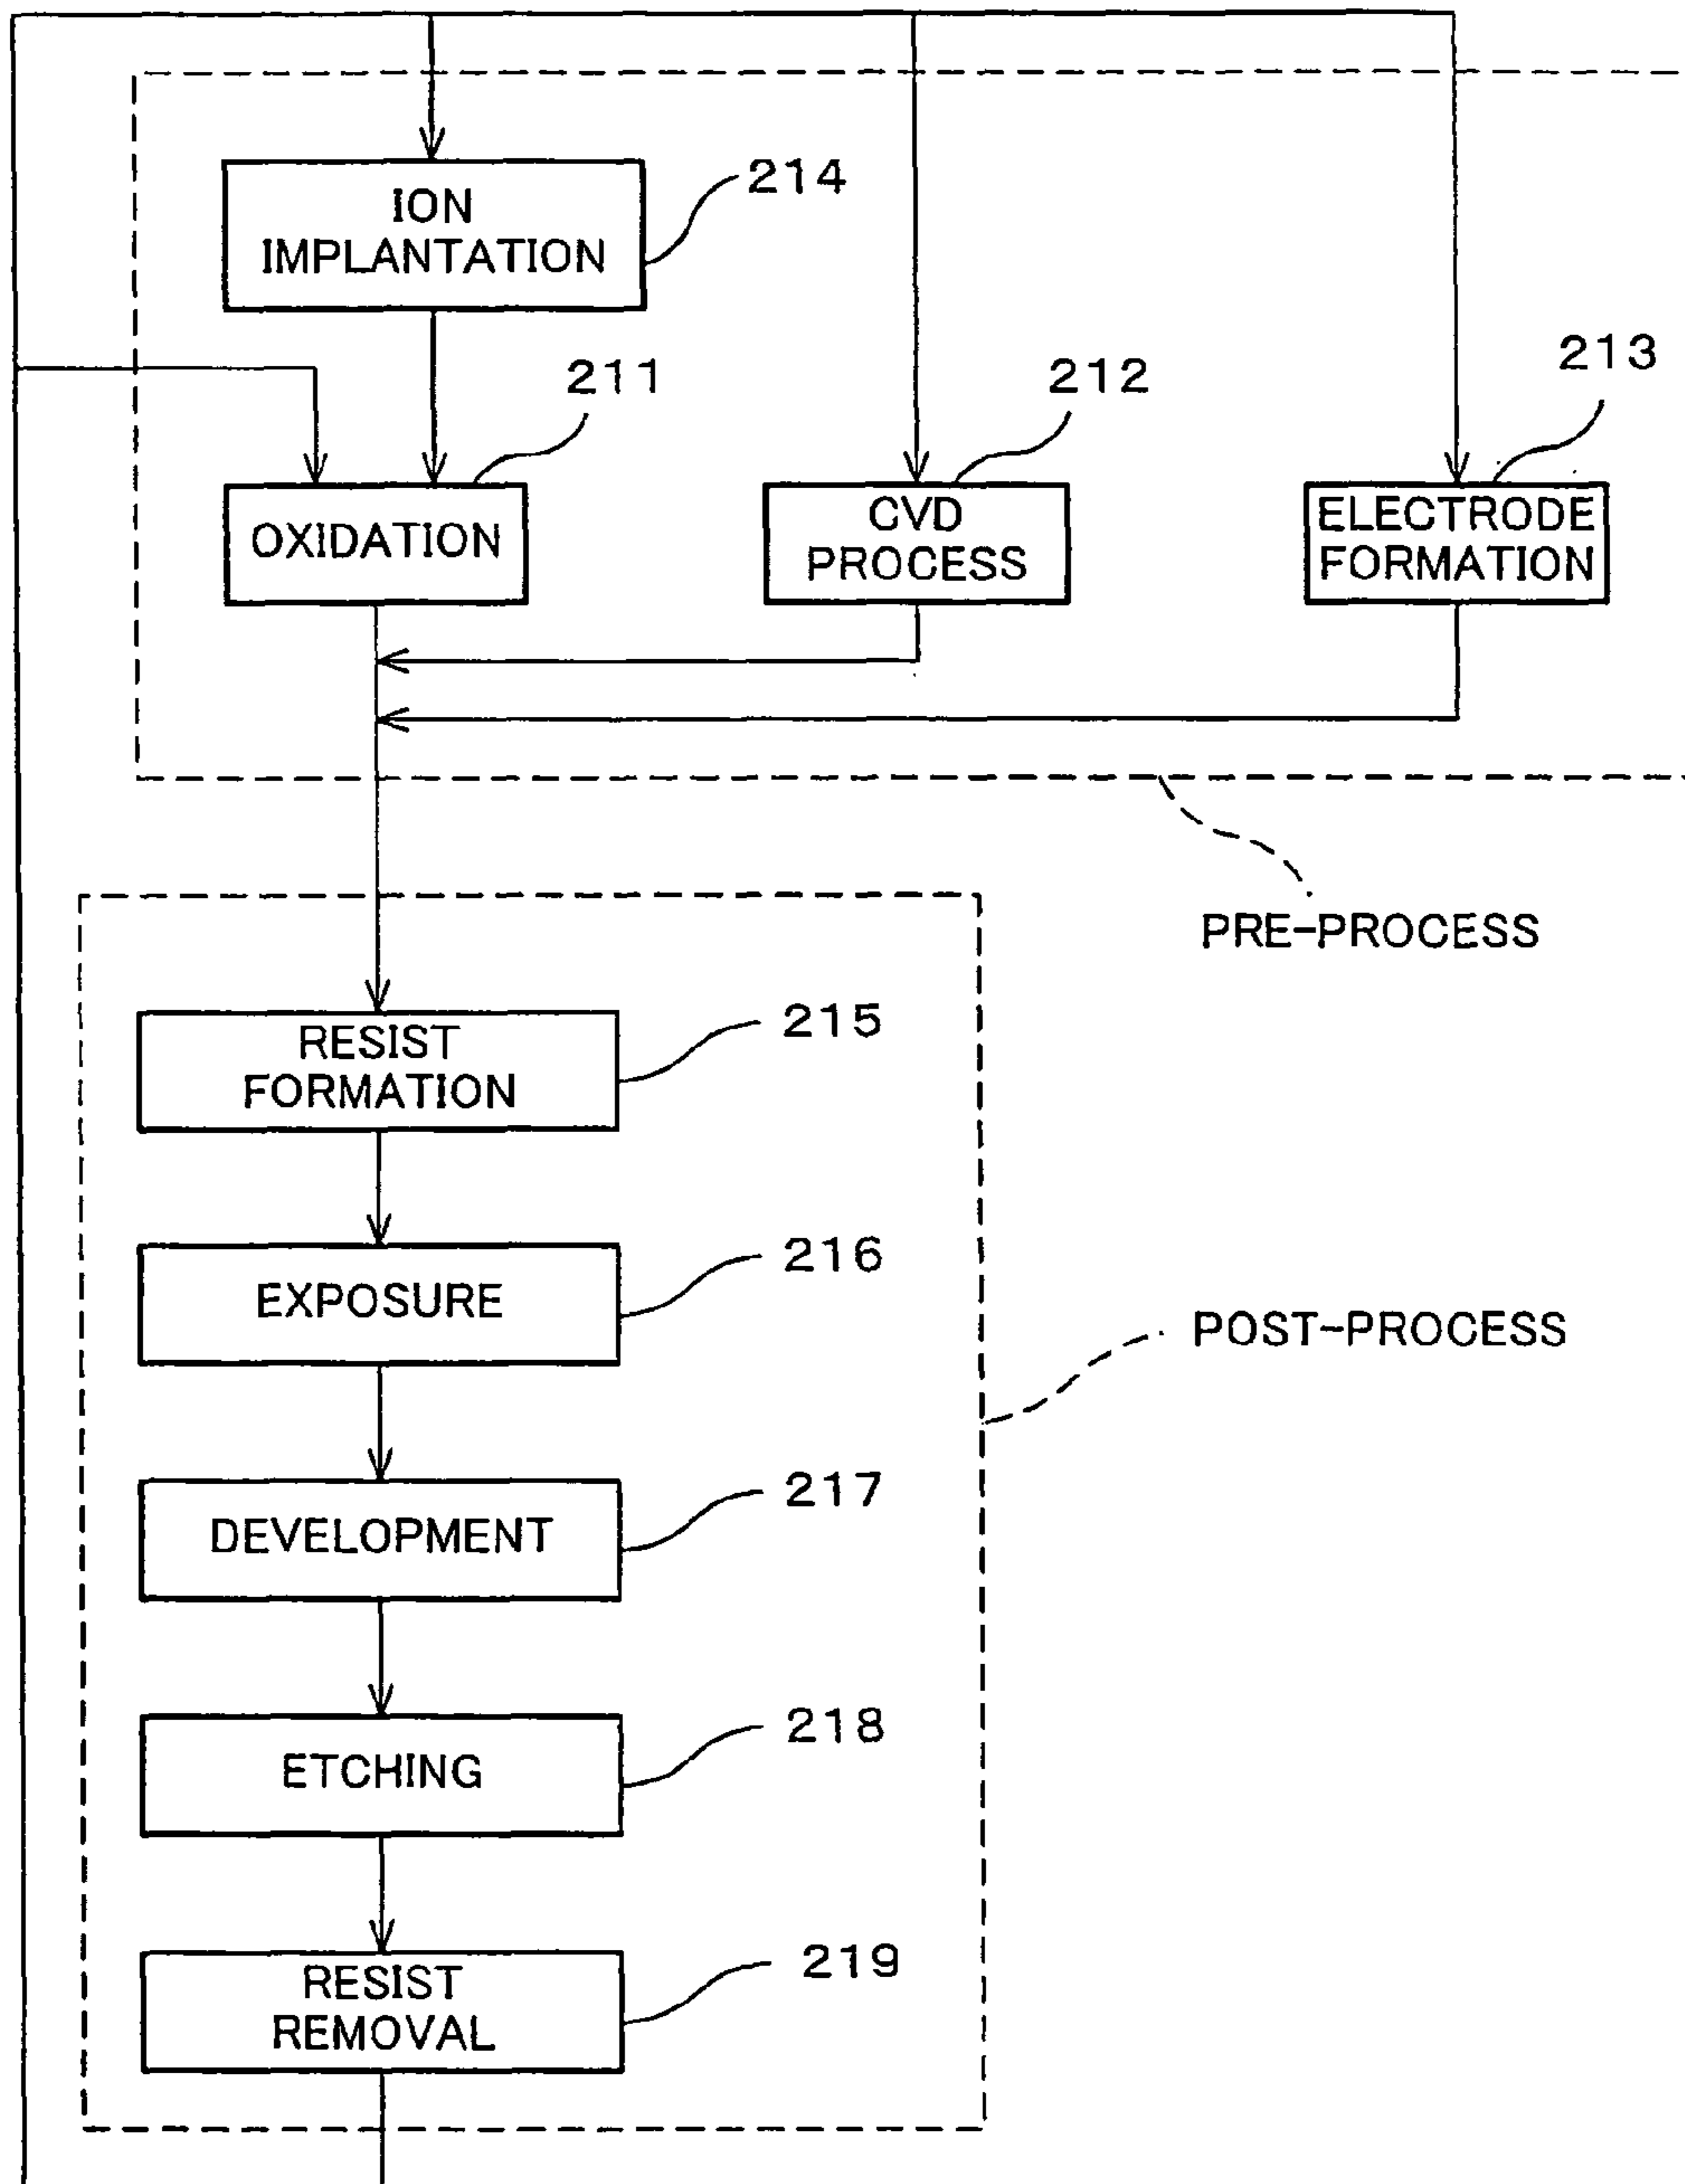 214
ION
IMPLANTATION
211
212
213
OXIDATION
CVD
PROCESS
ELECTRODE
FORMATION
PRE-PROCESS
215
RESIST
FORMATION
216
EXPOSURE
POST-PROCESS
217
DEVELOPMENT
218
ETCHING
219
RESIST
REMOVAL